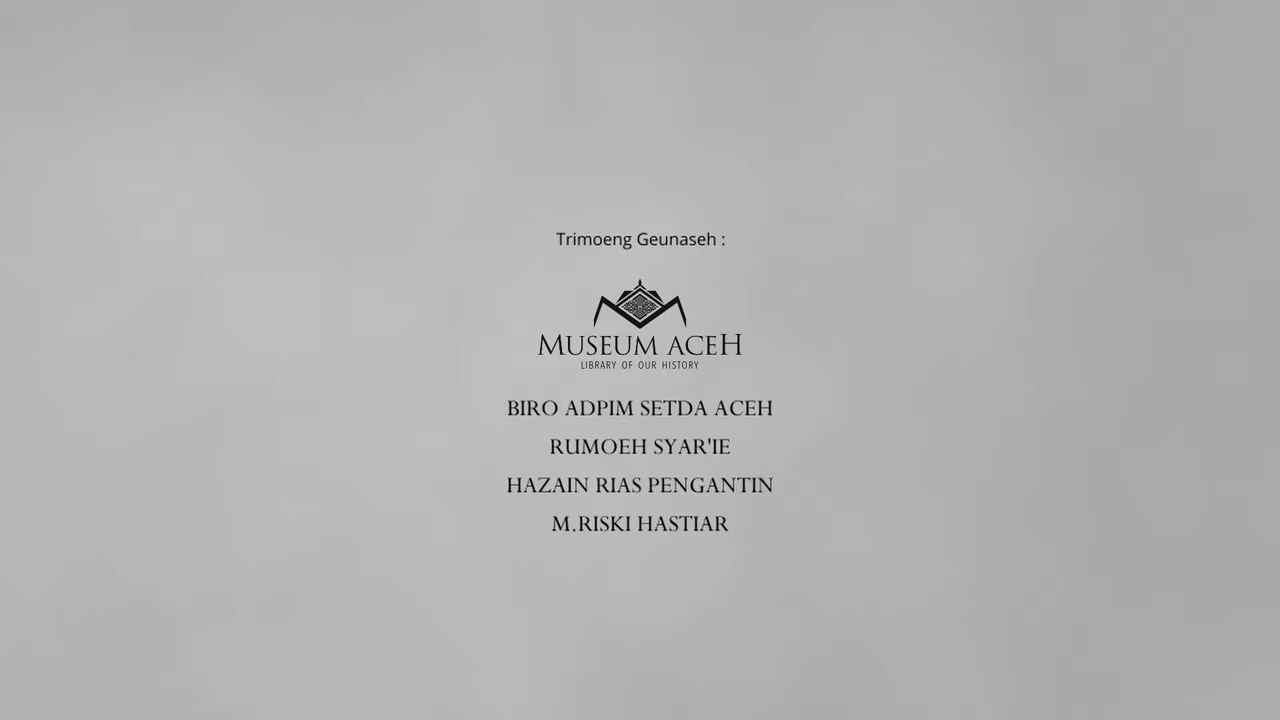 Trimoeng Geunaseh :
MUSEUM ACEH
LIBRARY OF OUR HISTORY
BIRO ADPIM SETDA ACEH
RUMOEH SYAR'IE
HAZAIN RIAS PENGANTIN
M.RISKI HASTIAR